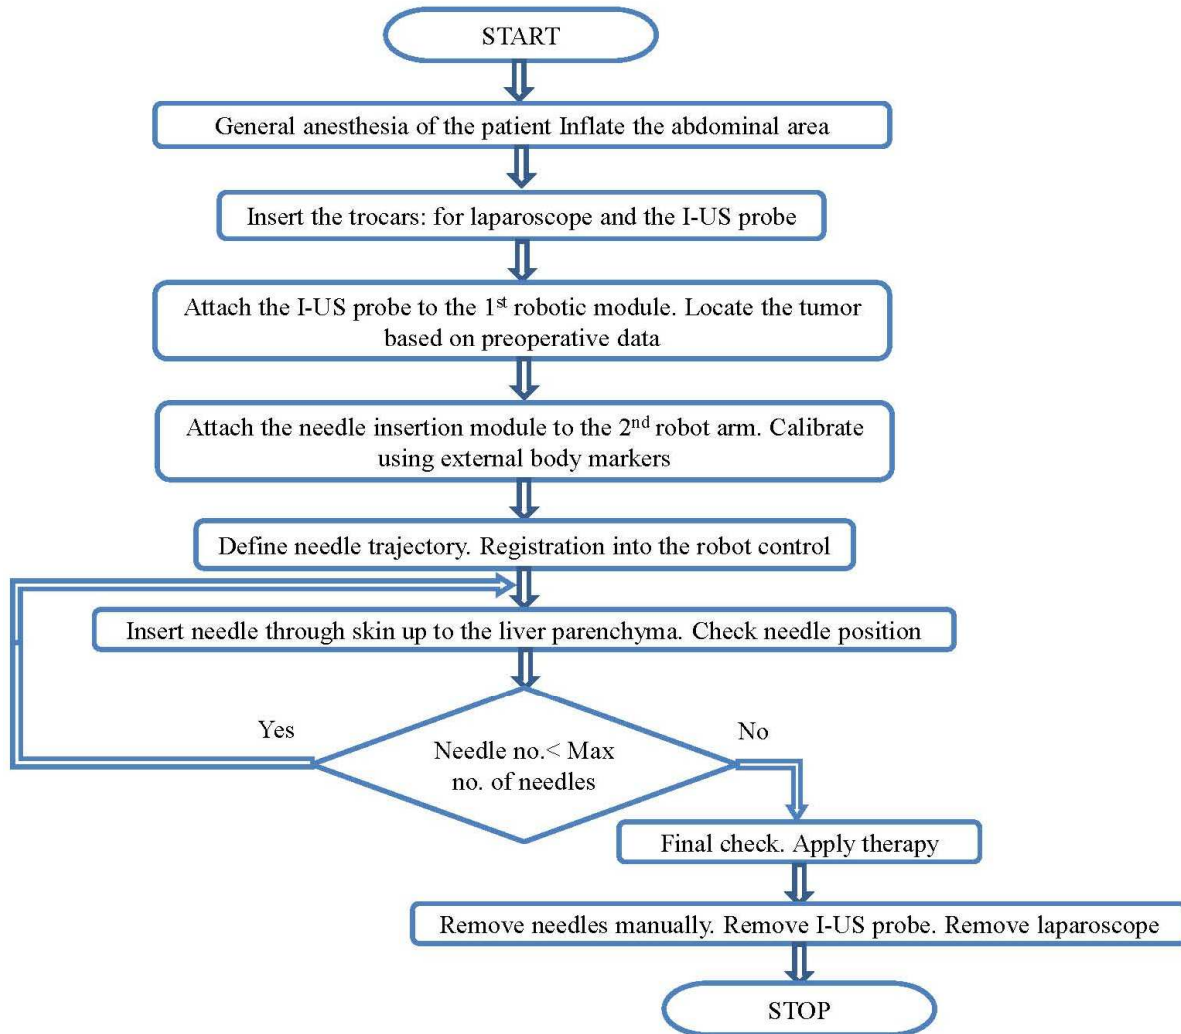 START
General anesthesia of the patient Inflate the abdominal area
Insert the trocars: for laparoscope and the I-US probe
Attach the I-US probe to the 1st robotic module. Locate the tumor
based on preoperative data
Attach the needle insertion module to the 2nd robot arm. Calibrate
using external body markers
Define needle trajectory. Registration into the robot control
Insert needle through skin up to the liver parenchyma. Check needle position
Yes
No
Needle no.< Max
no. of needles
Final check. Apply therapy
Remove needles manually. Remove I-US probe. Remove laparoscope
STOP